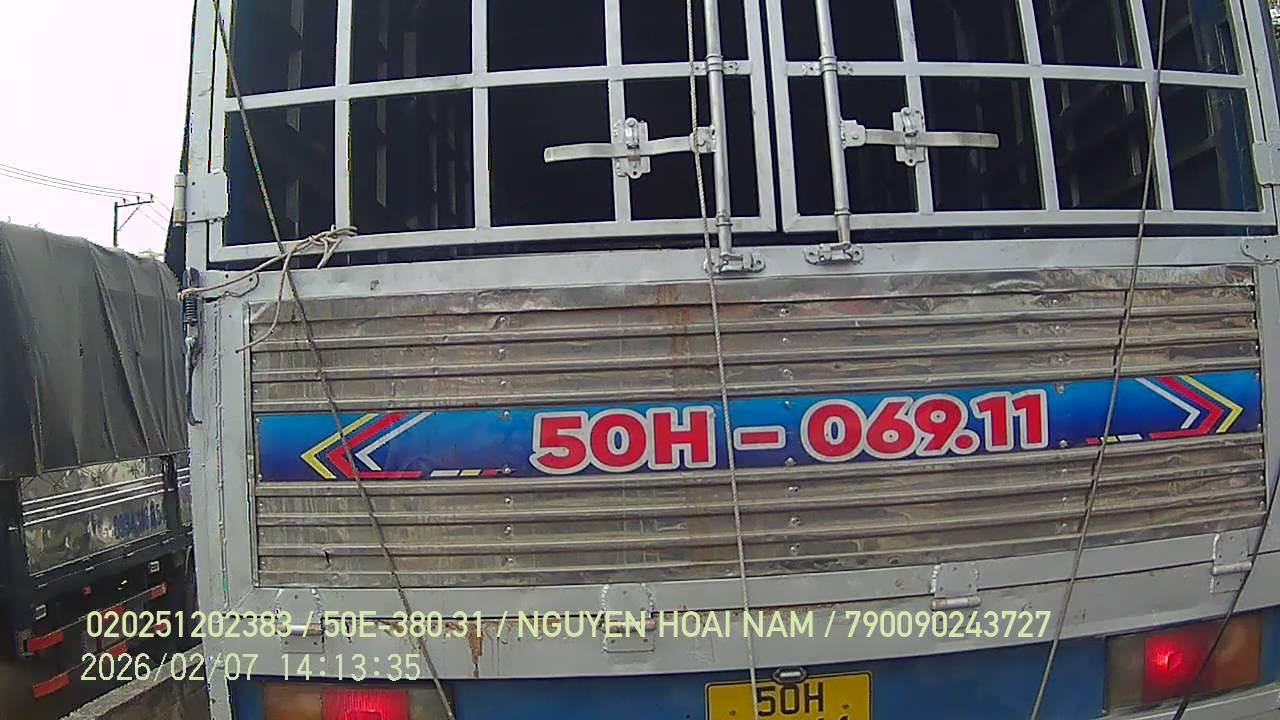 50H - 069.11
020251202383 / 50E-380.31 / NGUYEN HOAI NAM / 790090243727
2026/02/07 14:13:35
50H